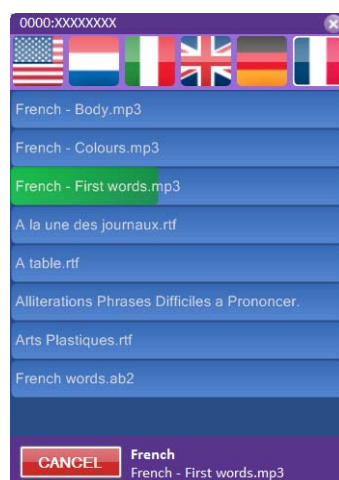 0000:XXXXXXXX
French - Body.mp3
French - Colours.mp3
French - First words.mp3
A la une des journaux.rtf
A table.rtf
Alliterations Phrases Difficiles a Prononcer.
Arts Plastiques.rtf
French words.ab2
CANCEL
French
French - First words.mp3